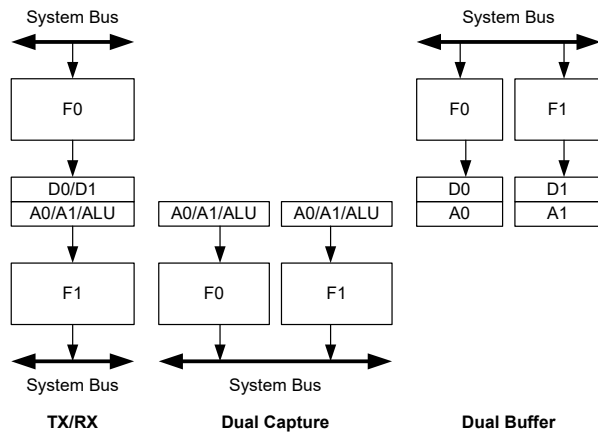 System Bus
F0
D0/D1
A0/A1/ALU
F1
System Bus
TX/RX
A0/A1/ALU
A0/A1/ALU
F0
F1
System Bus
Dual Capture
System Bus
F0
F1
D0
D1
A0
A1
Dual Buffer